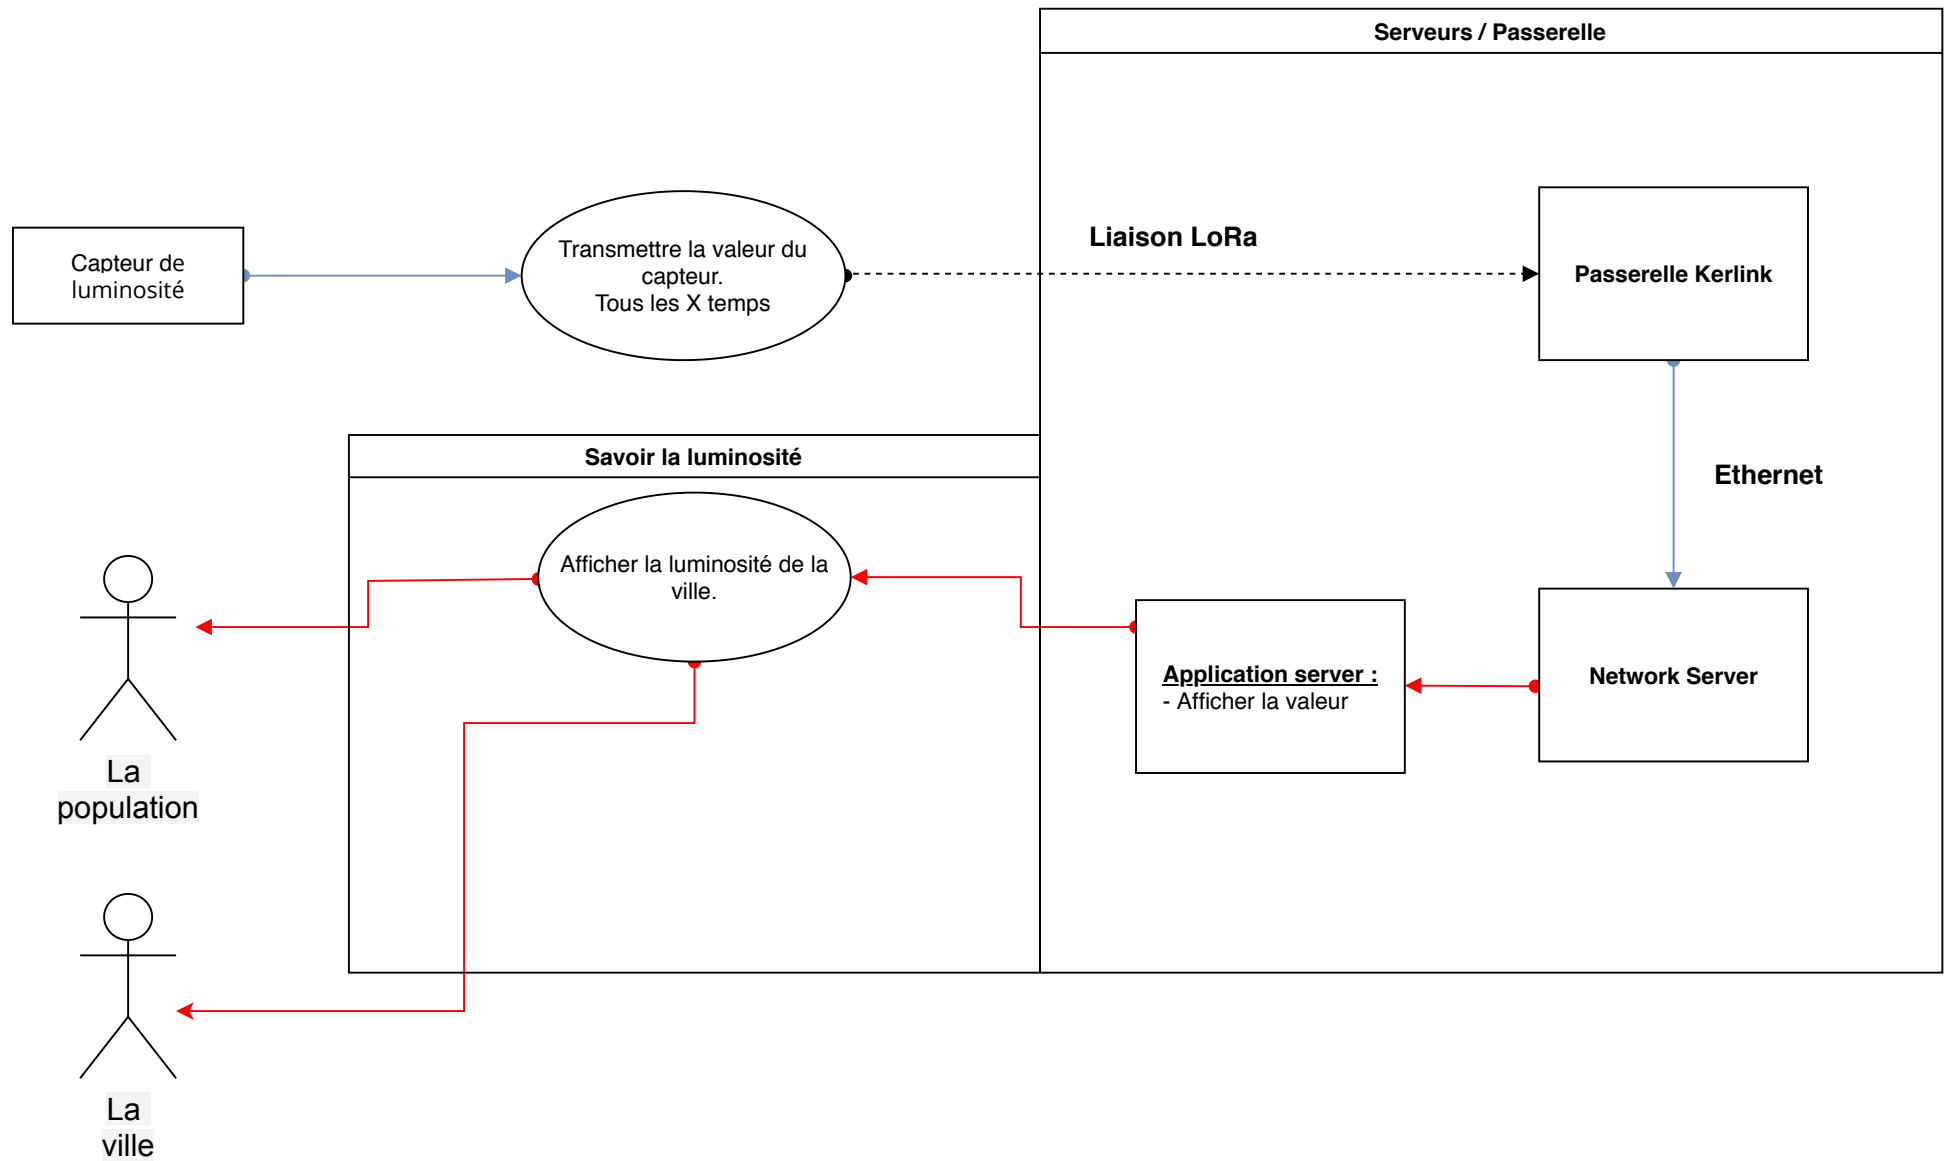 Serveurs / Passerelle
Capteur de
luminosité
Transmettre la valeur du
capteur.
Tous les X temps
Liaison LoRa
Passerelle Kerlink
Ethernet
Savoir la luminosité
Afficher la luminosité de la
ville.
Application server :
- Afficher la valeur
Network Server
La
population
La
ville